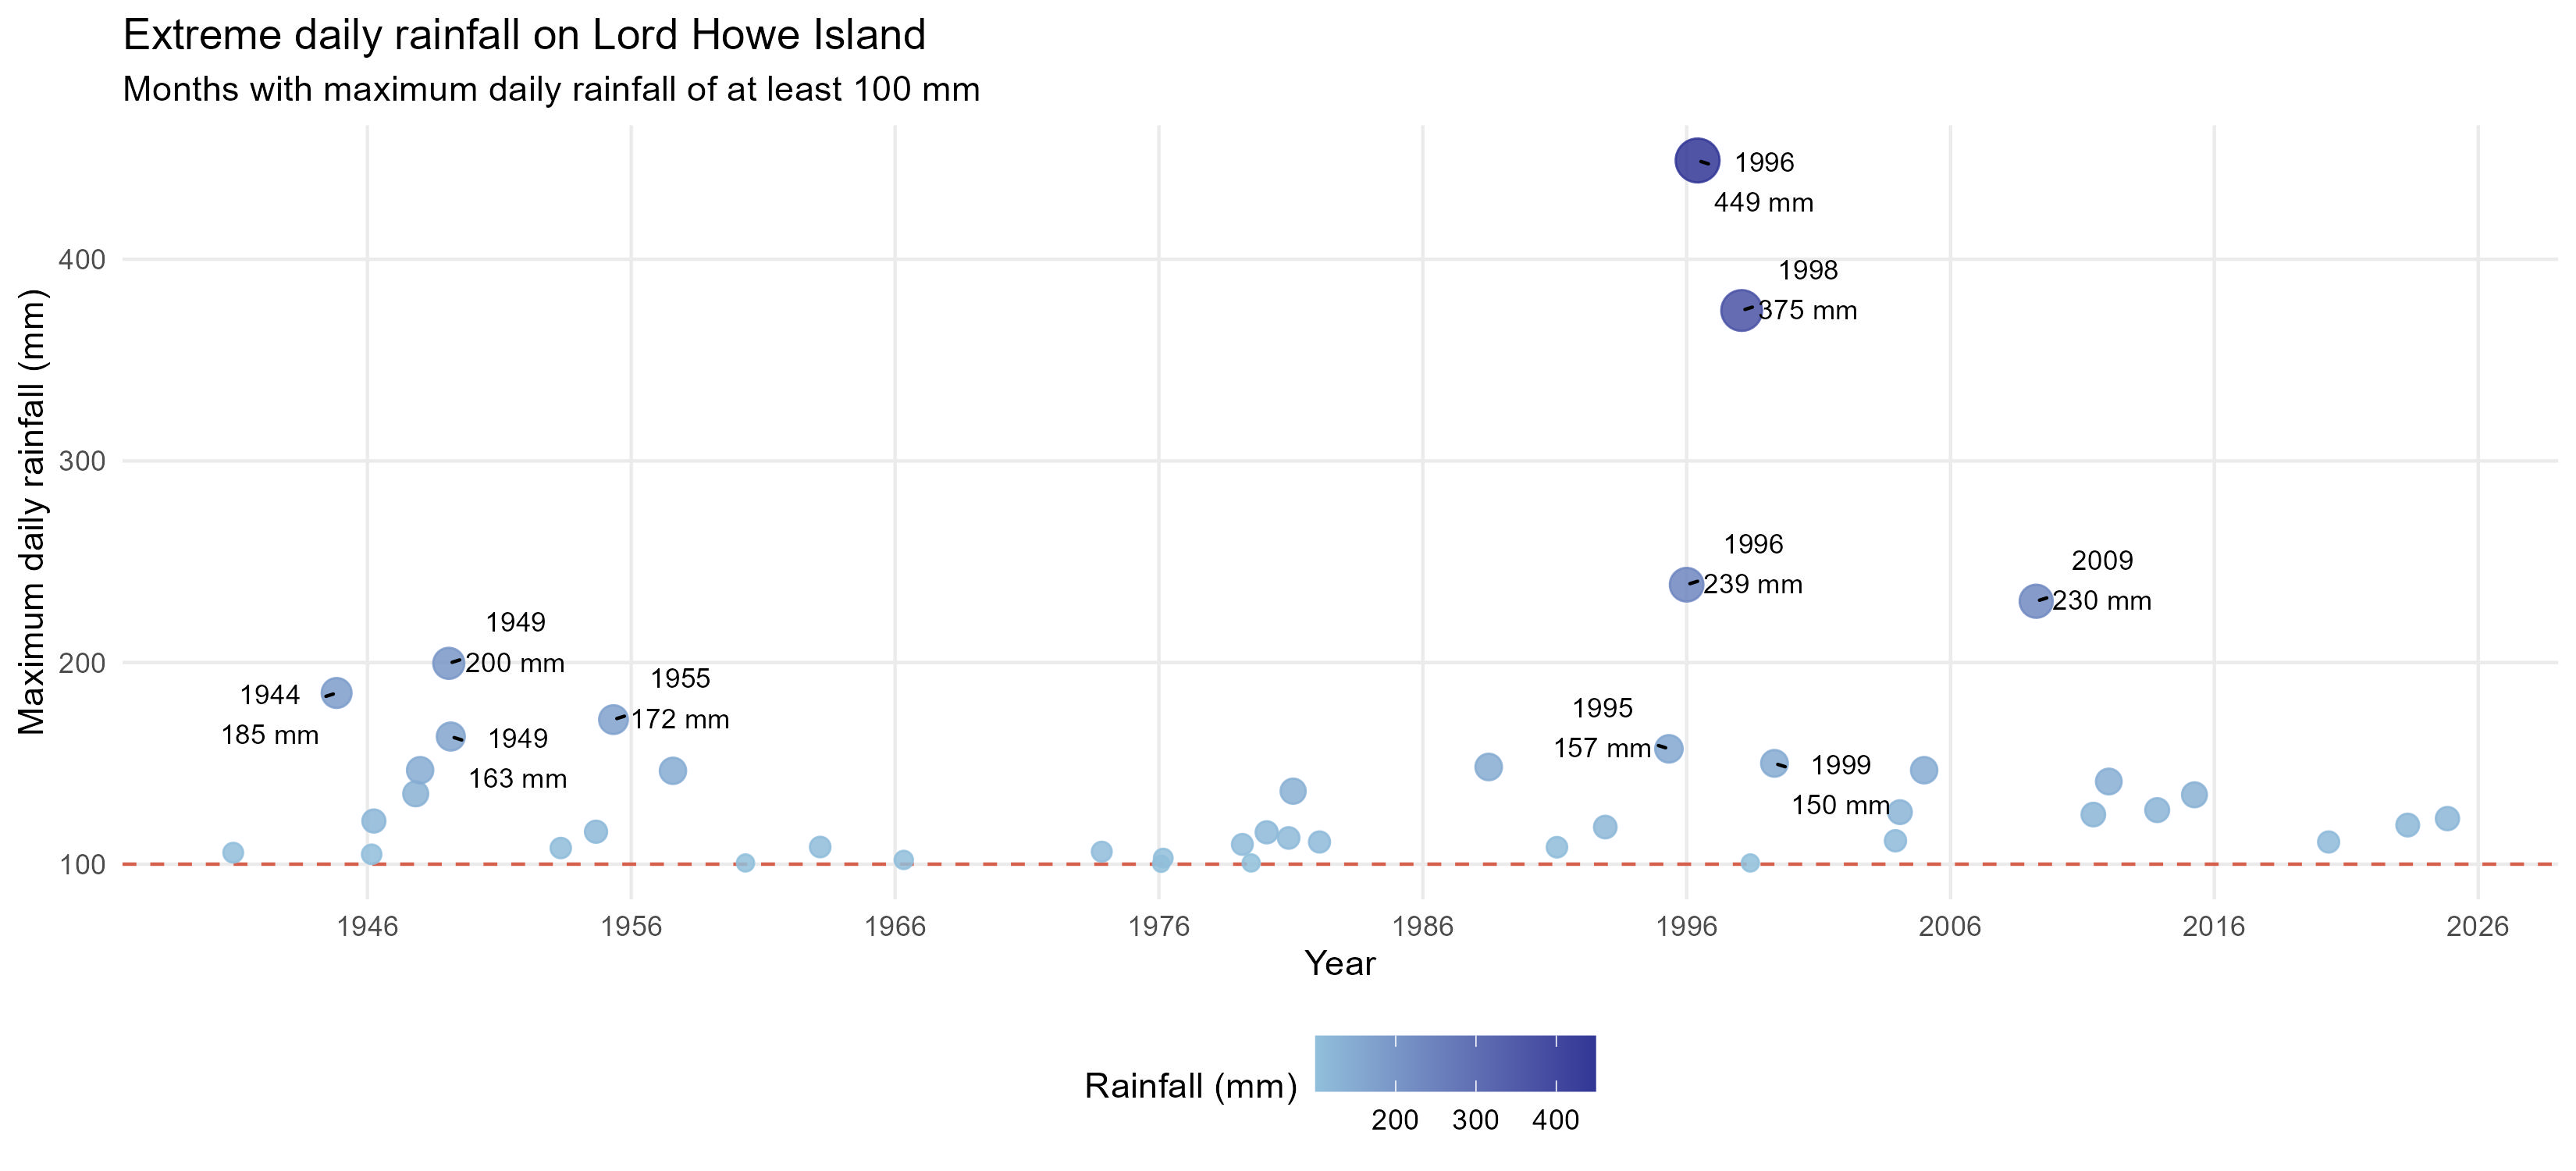 Extreme daily rainfall on Lord Howe Island
Months with maximum daily rainfall of at least 100 mm
Maximum daily rainfall (mm)
400
300
200
100
1996
449 mm
1998
375 mm
1996
239 mm
2009
230 mm
1949
200 mm
1944
185 mm
1955
172 mm
1949
163 mm
1995
157 mm
1999
150 mm
1946
1956
1966
1976
1986
1996
2006
2016
2026
Year
Rainfall (mm)
200
300
400